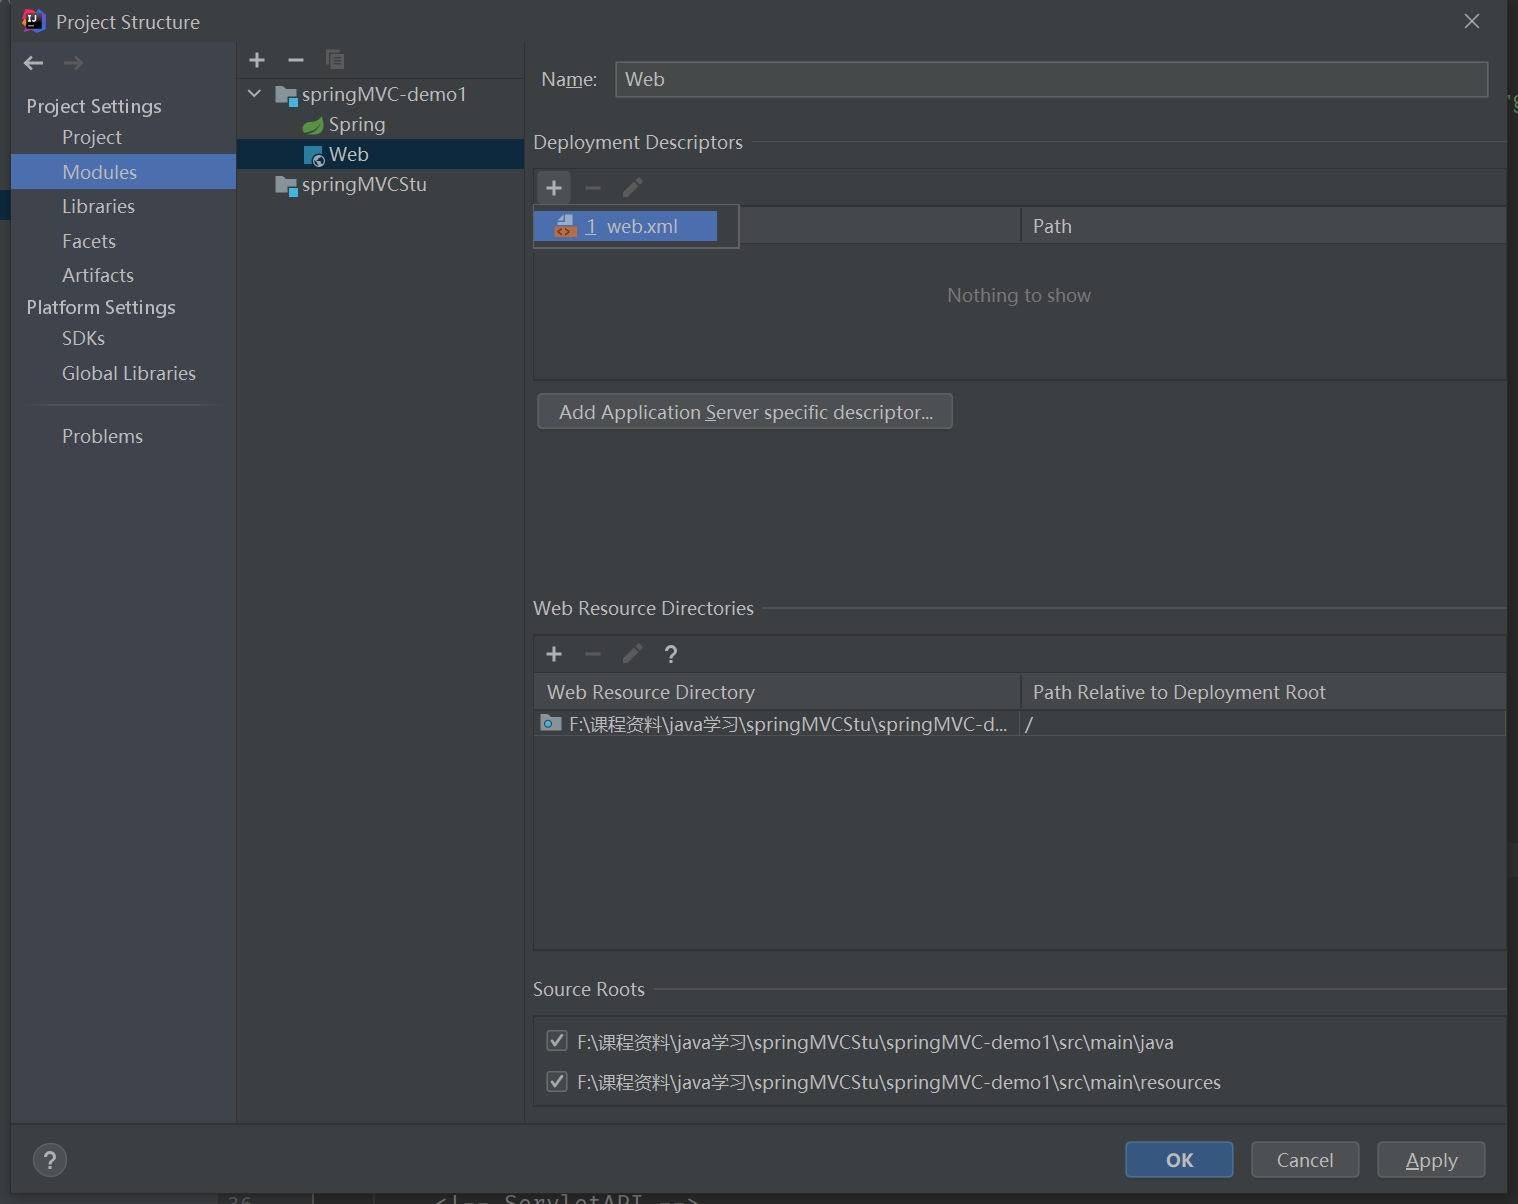 Project Structure
Project Settings
Project
Modules
Libraries
Facets
Artifacts
Platform Settings
SDKs
Global Libraries
Problems
springMVC-demo1
Spring
Web
springMVCStu
Name: Web
Deployment Descriptors
1 web.xml
Path
Nothing to show
Add Application Server specific descriptor...
Web Resource Directories
?
Web Resource Directory Path Relative to Deployment Root
F:\课程资料\java学习\springMVCStu\springMVC-d... /
Source Roots
F:\课程资料\java学习\springMVCStu\springMVC-demo1\src\main\java
F:\课程资料\java学习\springMVCStu\springMVC-demo1\src\main\resources
? OK Cancel Apply
36 <!-- ServletAPI -->